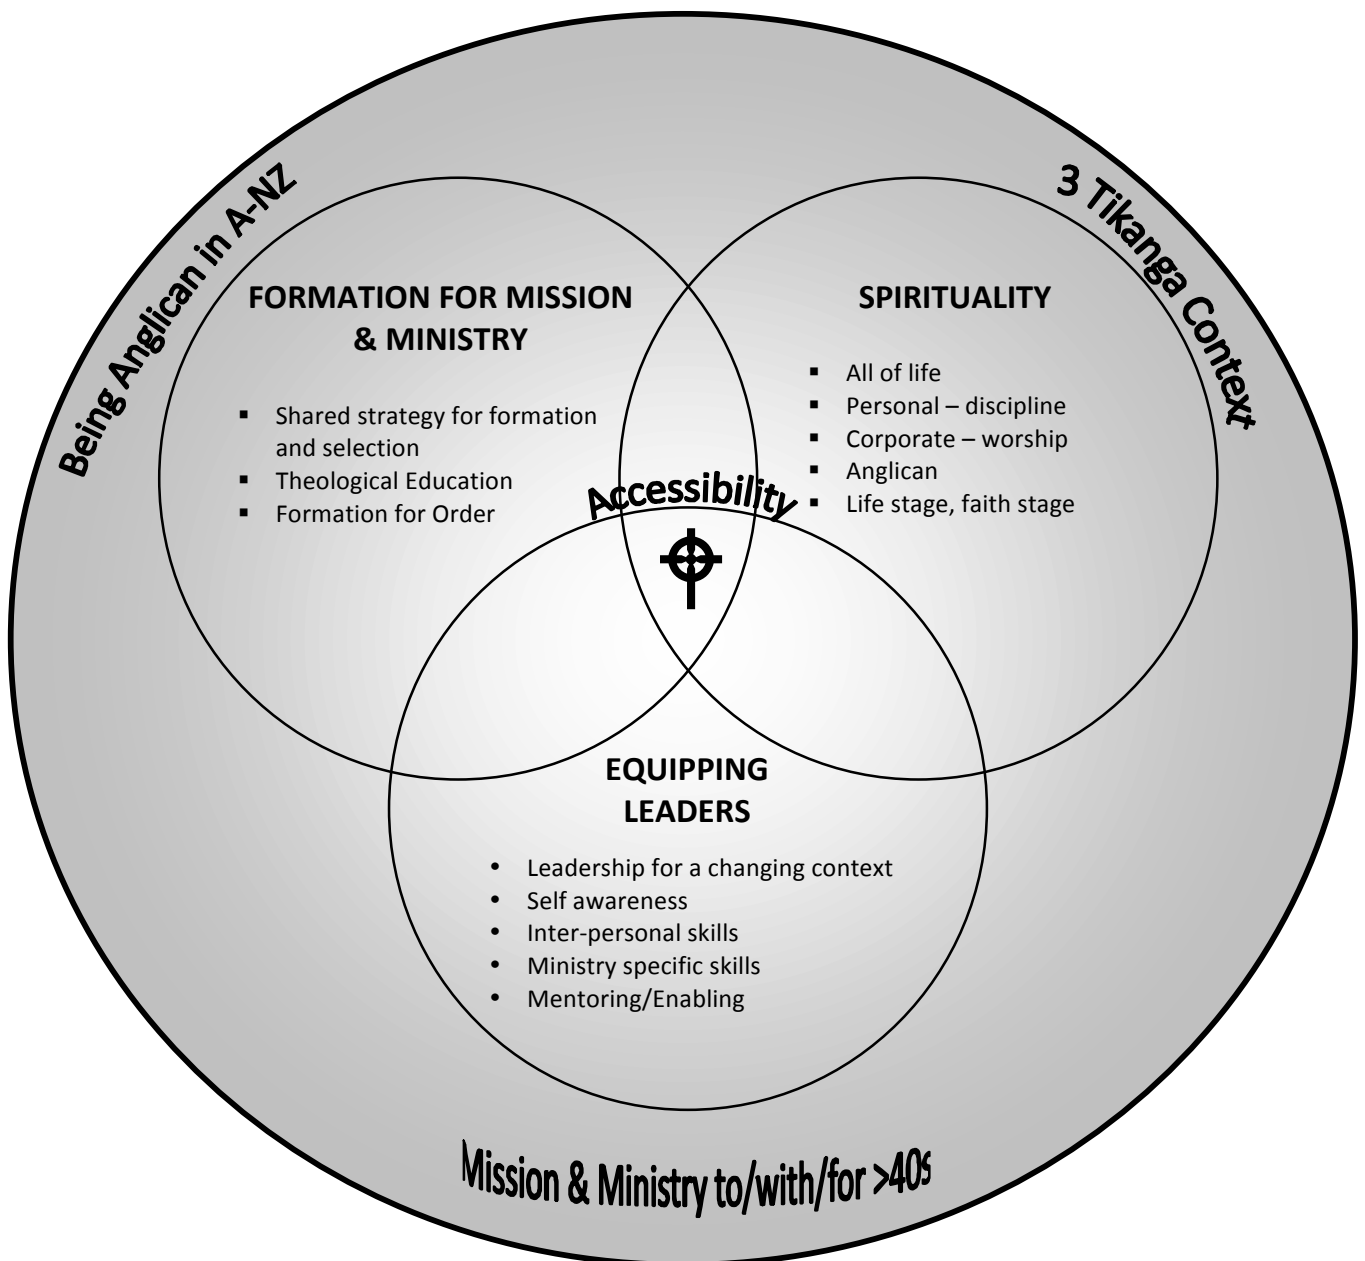 Being Anglican in A-NZ
3 Tikanga Context
FORMATION FOR MISSION
& MINISTRY
▪ Shared strategy for formation
and selection
▪ Theological Education
▪ Formation for Order
SPIRITUALITY
▪ All of life
▪ Personal – discipline
▪ Corporate – worship
▪ Anglican
▪ Life stage, faith stage
Accessibility
EQUIPPING
LEADERS
• Leadership for a changing context
• Self awareness
• Inter-personal skills
• Ministry specific skills
• Mentoring/Enabling
Mission & Ministry to/with/for >40s